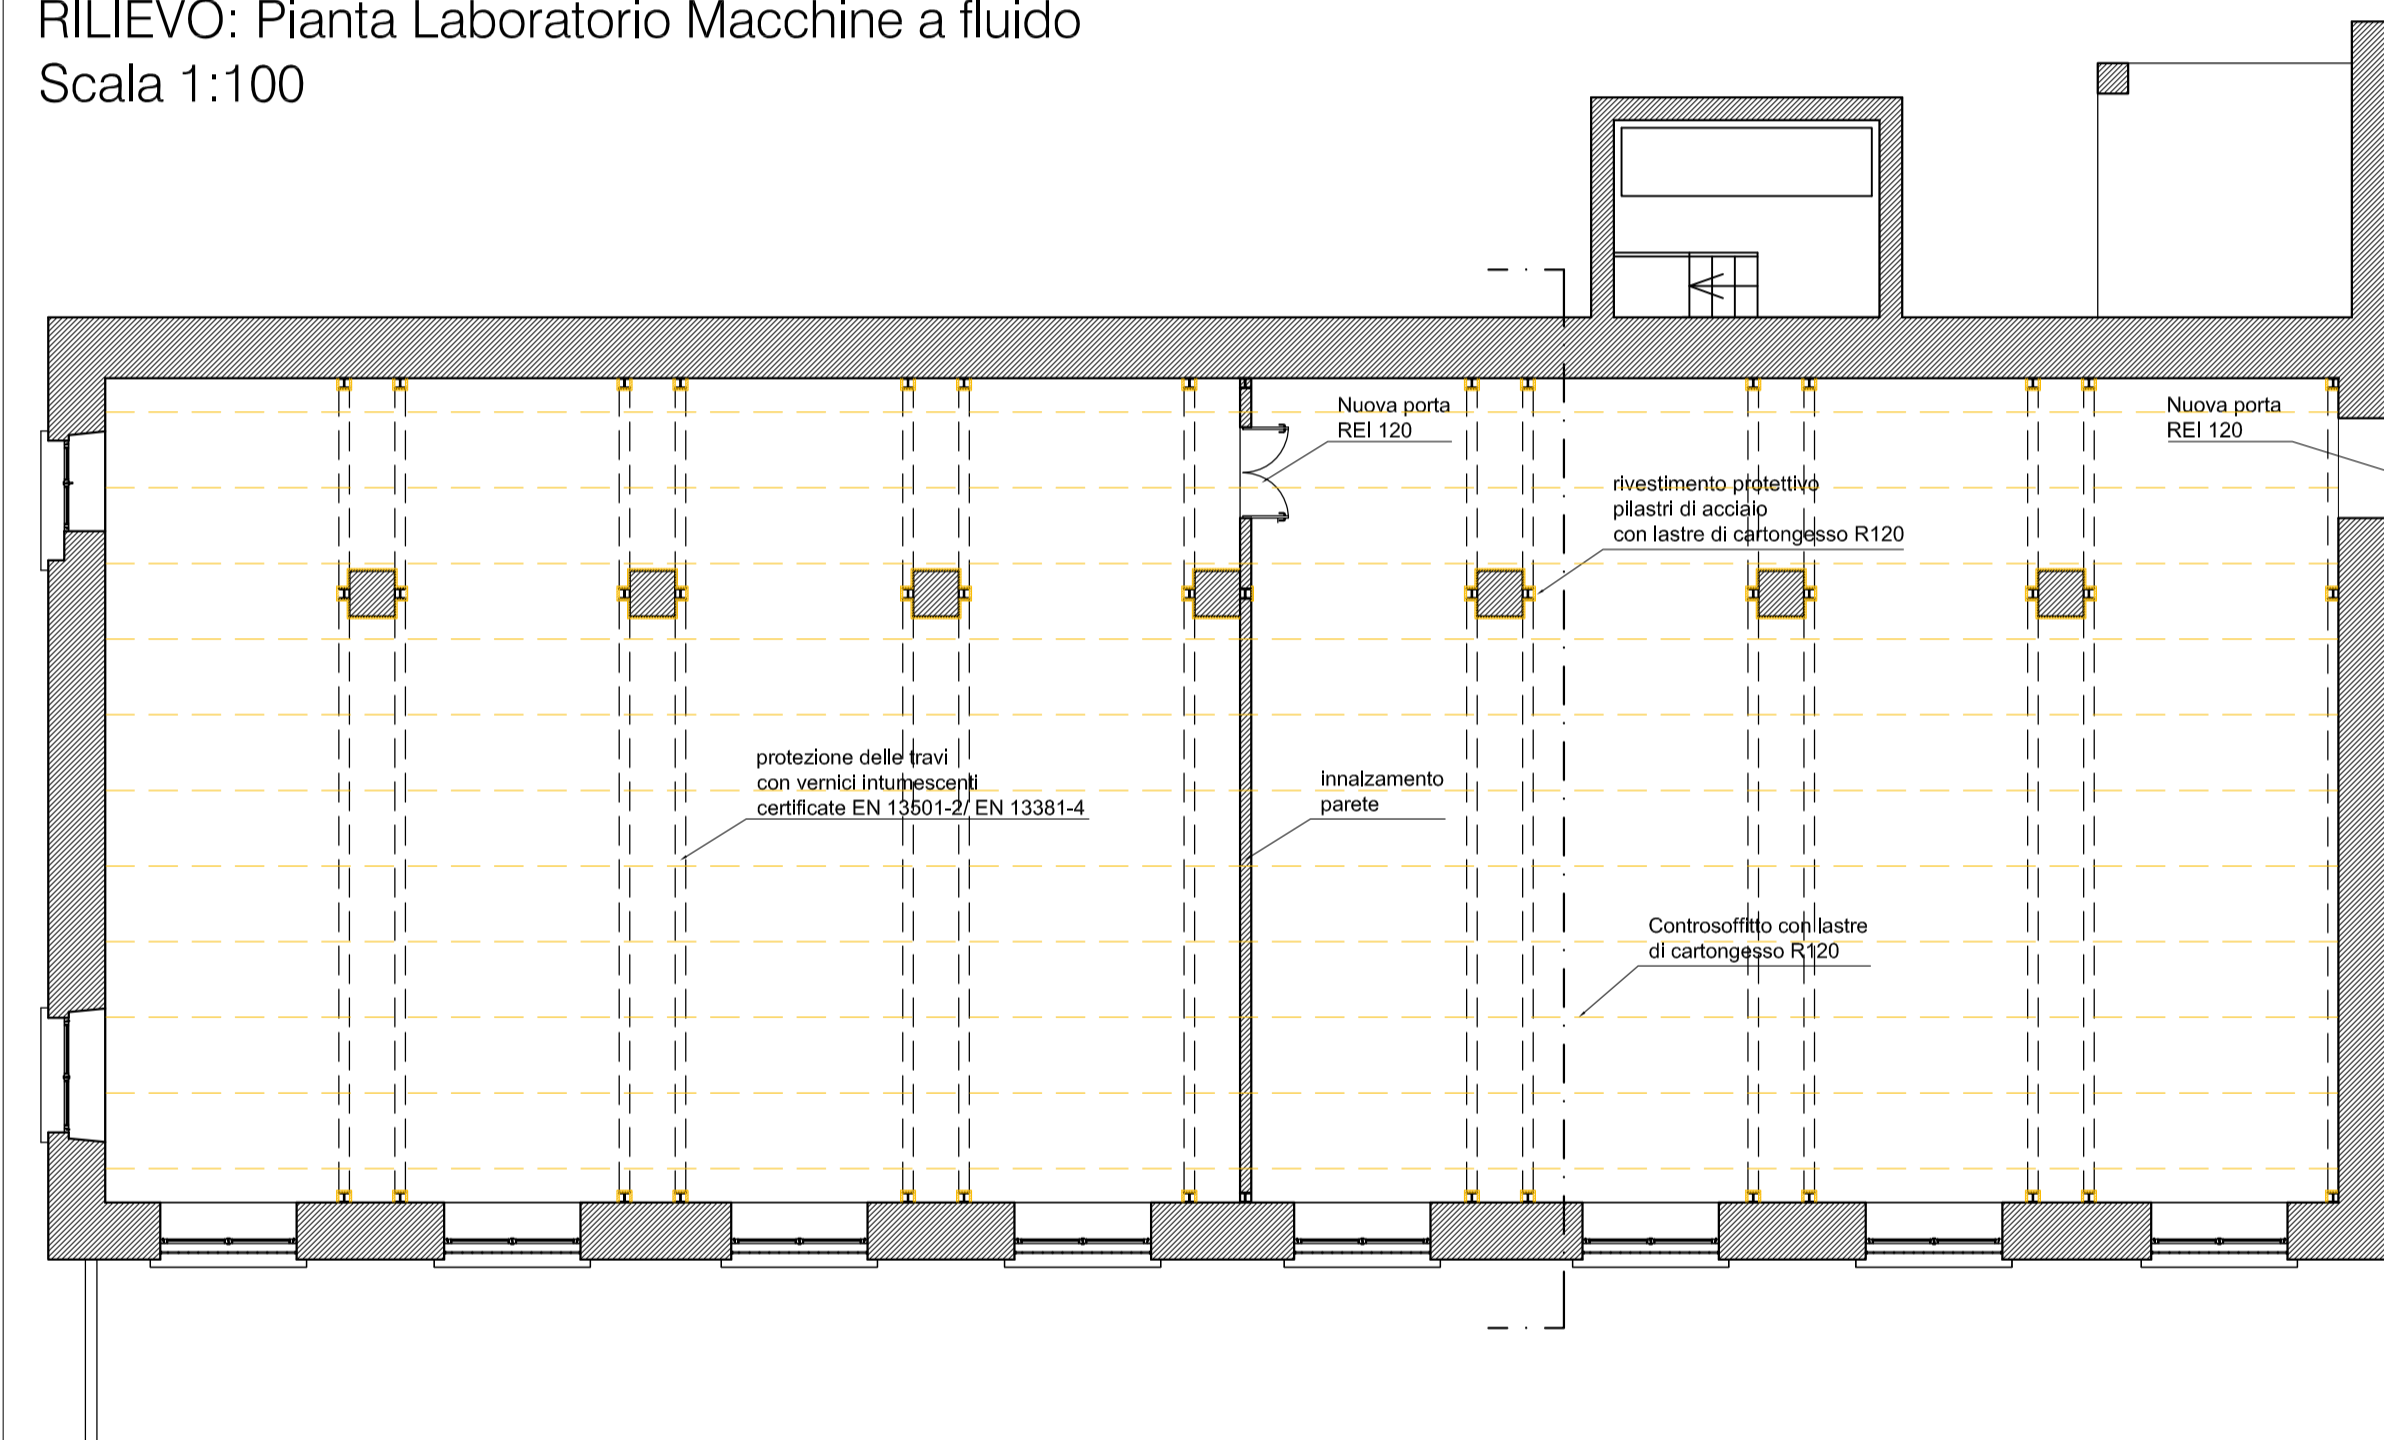 RILIEVO: Pianta Laboratorio Macchine a fluido
Scala 1:100
Nuova porta
REI 120
Nuova porta
REI 120
rivestimento protettivo
pilastri di acciaio
con lastre di cartongesso R120
protezione delle travi
con vernici intumescenti
certificate EN 13501-2/ EN 13381-4
innalzamento
parete
Controsoffitto con lastre
di cartongesso R120